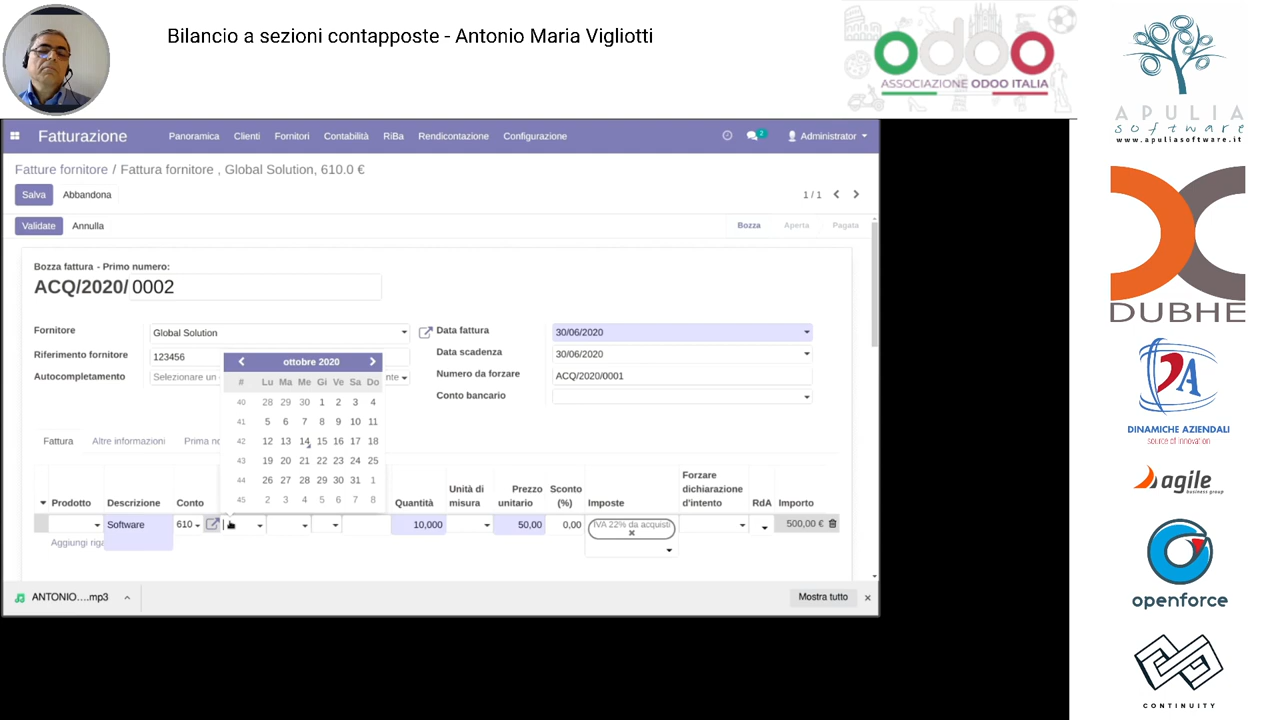 Bilancio a sezioni contapposte - Antonio Maria Vigliotti
odoo
ASSOCIAZIONE ODOO ITALIA
APULIA
software
www.apuliasoftware.it
DUBHE
DINAMICHE AZIENDALI
source of innovation
agile
business group
openforce
CONTINUITY
Fatturazione Panoramica Clienti Fornitori Contabilità RiBa Rendicontazione Configurazione 2 Administrator
Fatture fornitore / Fattura fornitore , Global Solution, 610.0 €
Salva Abbandona 1 / 1
Validate Annulla Bozza Aperta Pagata
Bozza fattura - Primo numero:
ACQ/2020/ 0002
Fornitore Global Solution Data fattura 30/06/2020
Riferimento fornitore 123456 Data scadenza 30/06/2020
Autocompletamento Selezionare un nte Numero da forzare ACQ/2020/0001
Conto bancario
ottobre 2020
# Lu Ma Me Gi Ve Sa Do
40 28 29 30 1 2 3 4
41 5 6 7 8 9 10 11
42 12 13 14 15 16 17 18
43 19 20 21 22 23 24 25
44 26 27 28 29 30 31 1
45 2 3 4 5 6 7 8
Fattura Altre informazioni Prima no
Prodotto Descrizione Conto Quantità Unità di misura Prezzo unitario Sconto (%) Imposte Forzare dichiarazione d'intento RdA Importo
Software 610 10,000 50,00 0,00 IVA 22% da acquisti 500,00 €
Aggiungi riga
ANTONIO....mp3 Mostra tutto